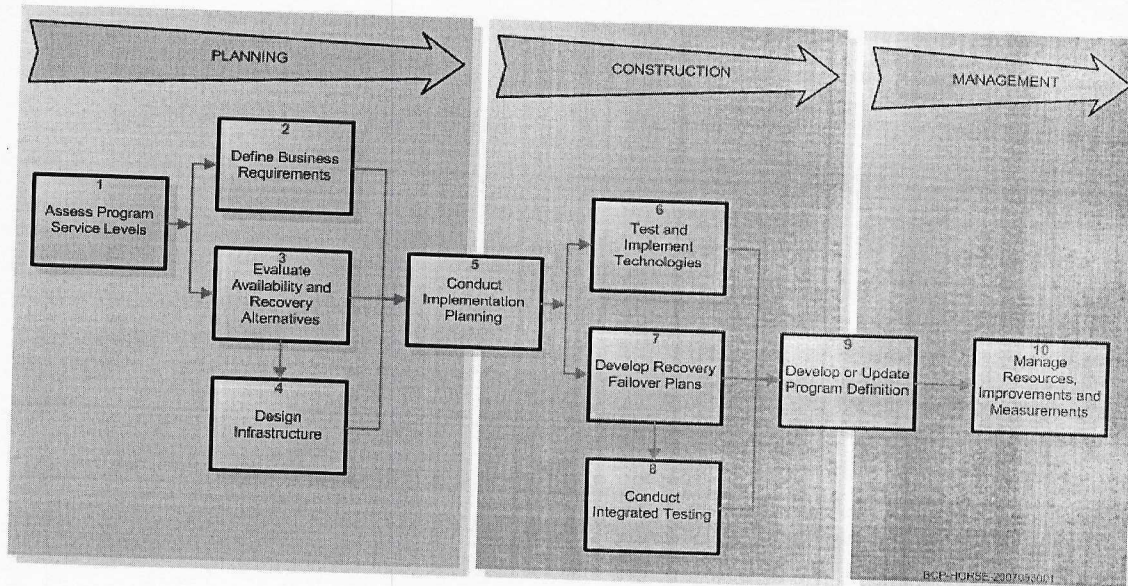 PLANNING
CONSTRUCTION
MANAGEMENT
1
Assess Program
Service Levels
2
Define Business
Requirements
3
Evaluate
Availability and
Recovery
Alternatives
4
Design
Infrastructure
5
Conduct
Implementation
Planning
6
Test and
Implement
Technologies
7
Develop Recovery
Failover Plans
8
Conduct
Integrated Testing
9
Develop or Update
Program Definition
10
Manage
Resources,
Improvements and
Measurements